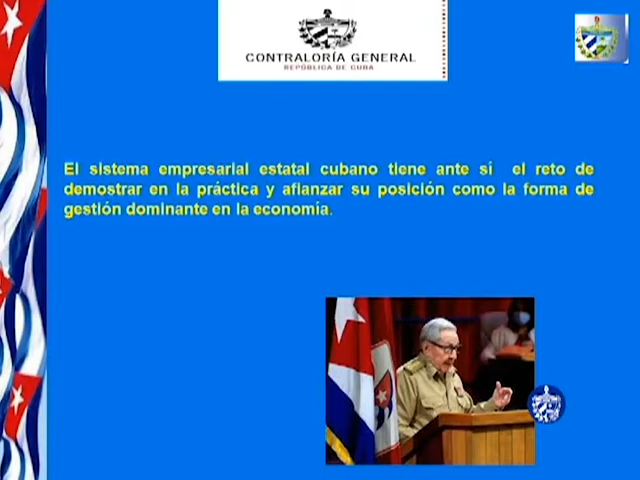 CONTRALORÍA GENERAL
REPÚBLICA DE CUBA
El sistema empresarial estatal cubano tiene ante sí el reto de
demostrar en la práctica y afianzar su posición como la forma de
gestión dominante en la economía.